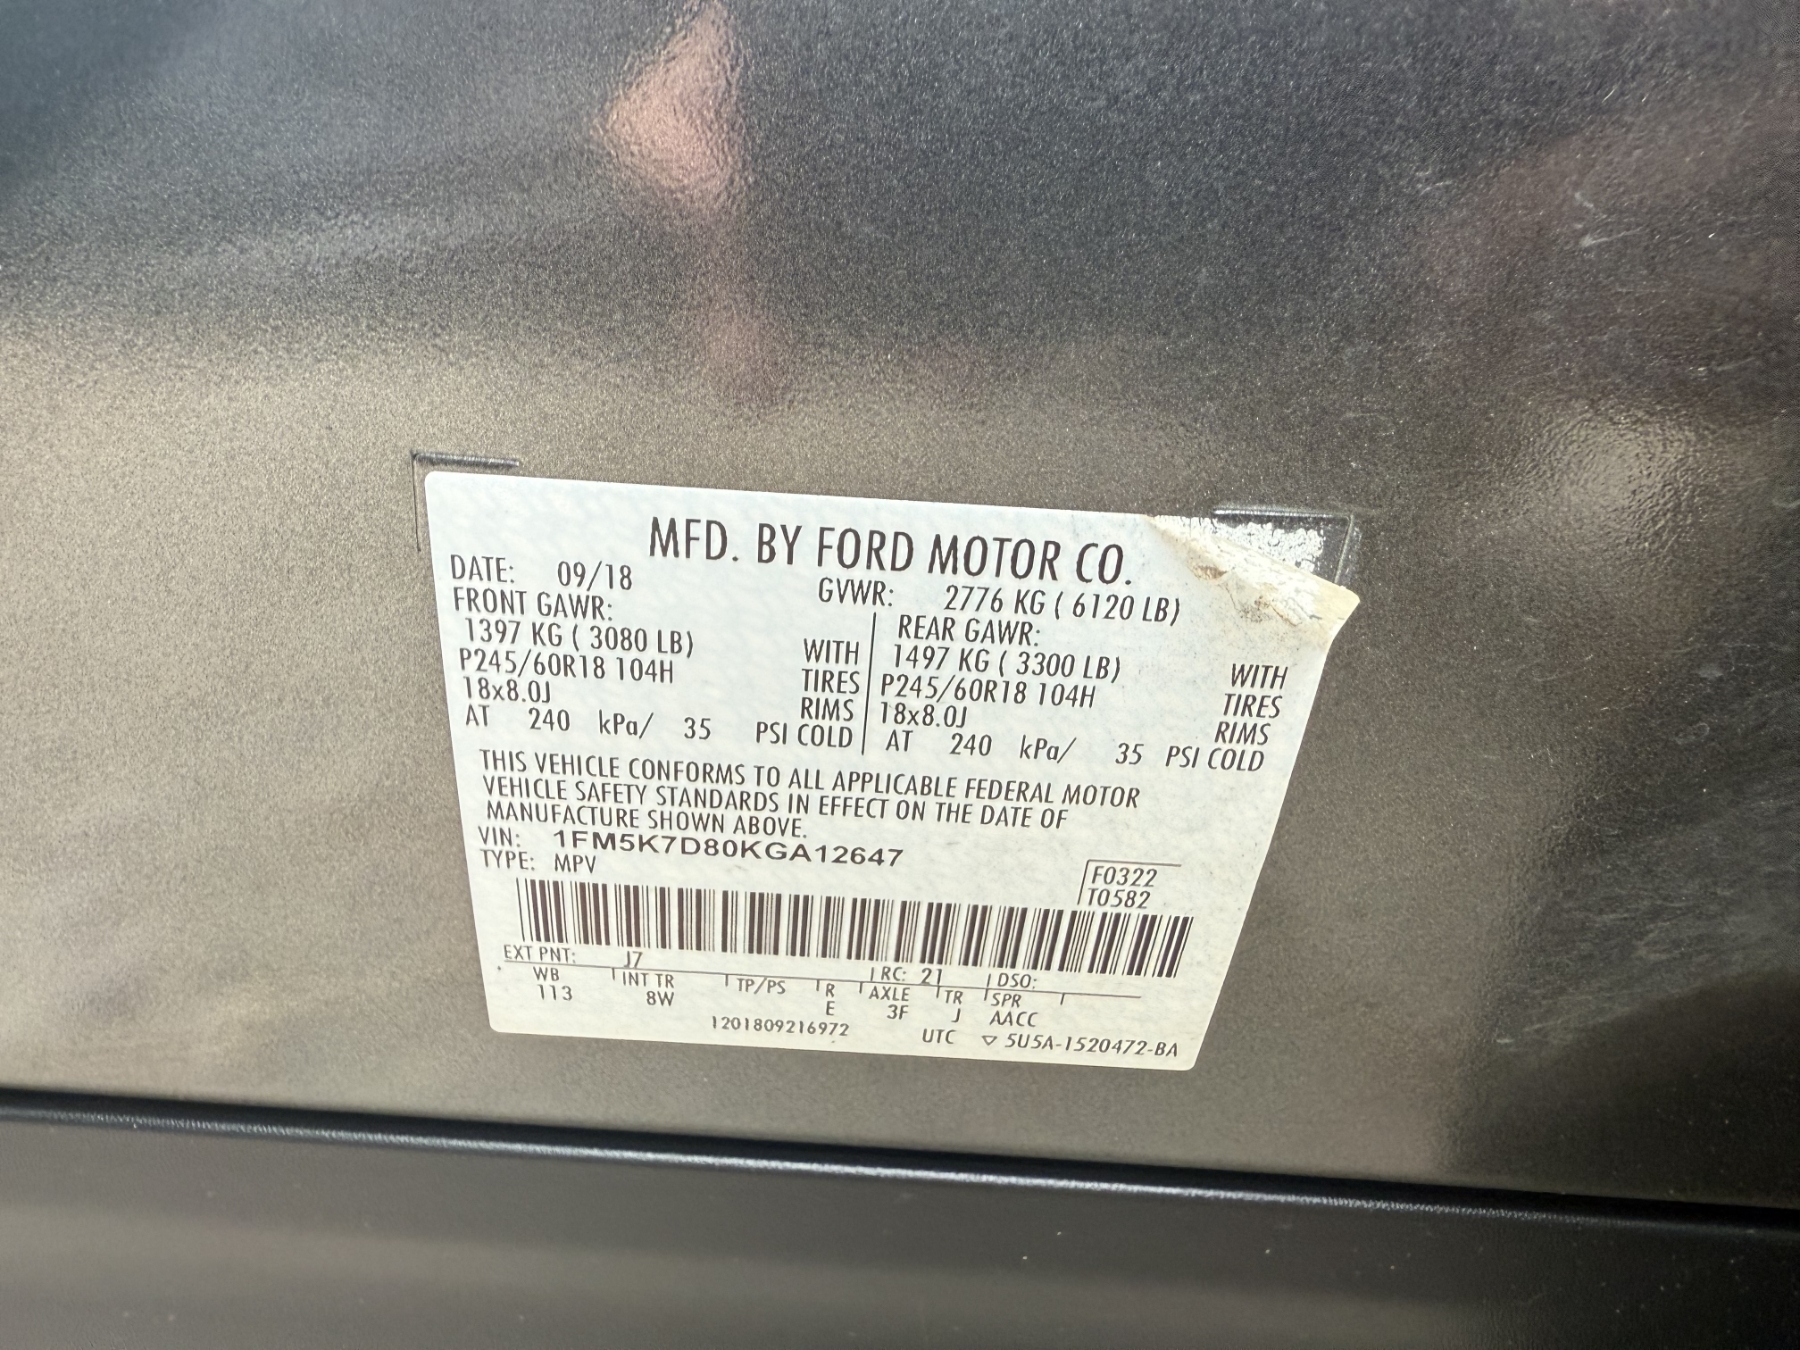 MFD. BY FORD MOTOR CO.
DATE: 09/18 GVWR: 2776 KG ( 6120 LB)
FRONT GAWR: REAR GAWR:
1397 KG ( 3080 LB) WITH 1497 KG ( 3300 LB) WITH
P245/60R18 104H TIRES P245/60R18 104H TIRES
18x8.0J RIMS 18x8.0J RIMS
AT 240 kPa/ 35 PSI COLD AT 240 kPa/ 35 PSI COLD
THIS VEHICLE CONFORMS TO ALL APPLICABLE FEDERAL MOTOR
VEHICLE SAFETY STANDARDS IN EFFECT ON THE DATE OF
MANUFACTURE SHOWN ABOVE.
VIN: 1FM5K7D80KGA12647
TYPE: MPV
F0322
T0582
EXT PNT: J7 RC: 21 DSO:
WB INT TR TP/PS R AXLE TR SPR
113 8W E 3F J AACC
1201809216972 UTC ▽ 5U5A-1520472-BA